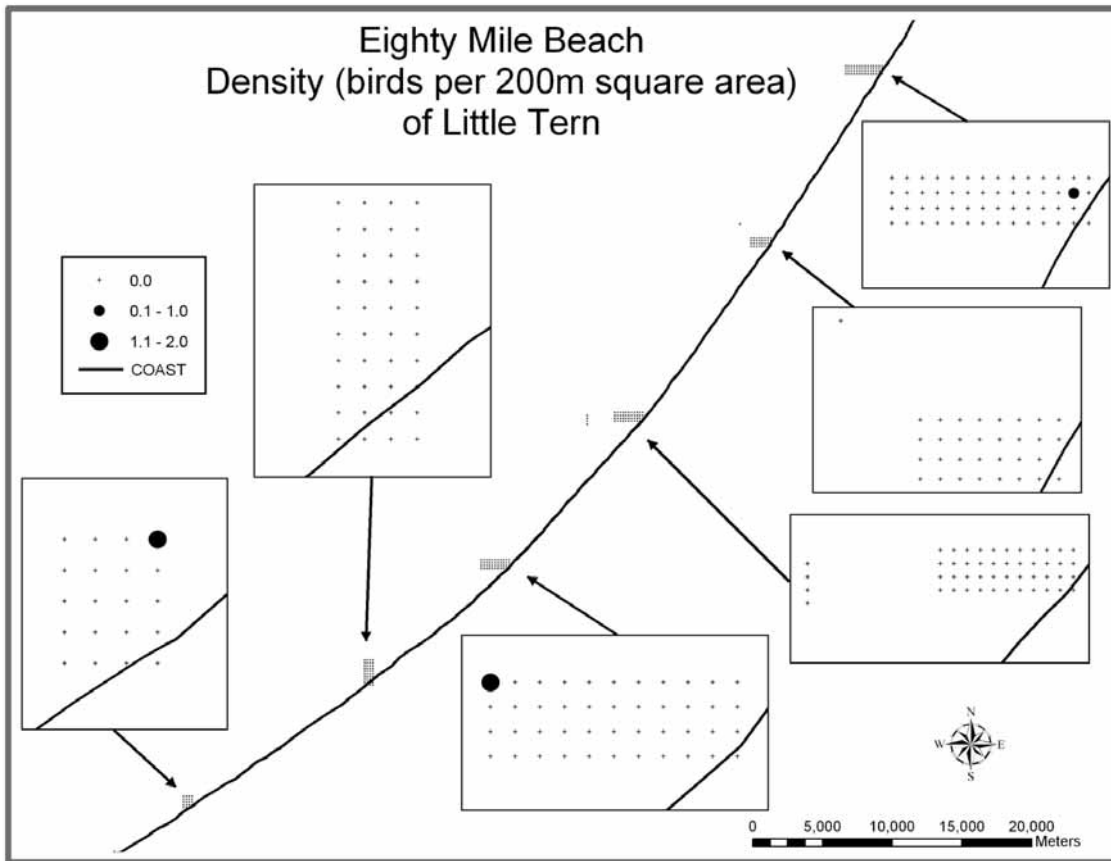 Eighty Mile Beach
Density (birds per 200m square area)
of Little Tern
0.0
0.1 - 1.0
1.1 - 2.0
COAST
N
W E
S
0 5,000 10,000 15,000 20,000
Meters